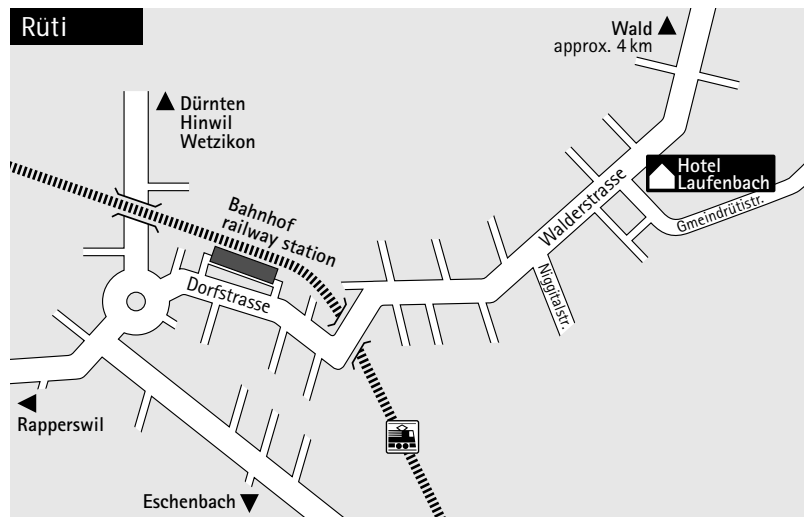 Rüti
Wald
approx. 4 km
Dürnten
Hinwil
Wetzikon
Hotel
Laufenbach
Bahnhof
railway station
Walderstrasse
Gmeindrütistr.
Dorfstrasse
Niggitalstr.
Rapperswil
Eschenbach